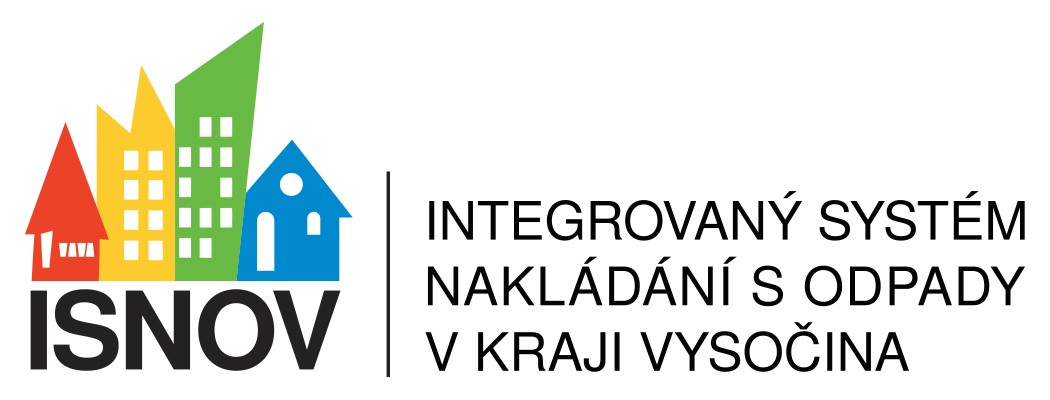 ISNOV
INTEGROVANÝ SYSTÉM
NAKLÁDÁNÍ S ODPADY
V KRAJI VYSOČINA